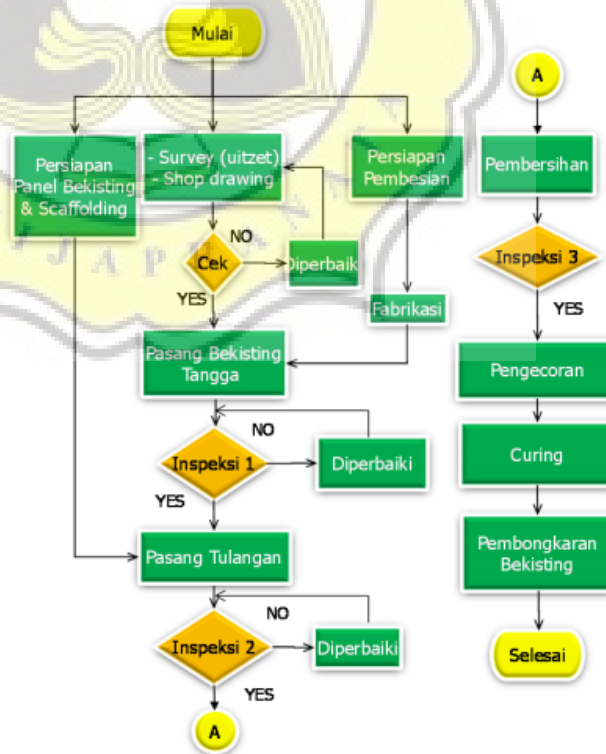 Mulai
Persiapan
Panel Bekisting
& Scaffolding
- Survey (uitzet)
- Shop drawing
Persiapan
Pembesian
NO
Cek
Diperbaik
YES
Fabrikasi
Pasang Bekisting
Tangga
NO
Inspeksi 1
Diperbaiki
YES
Pasang Tulangan
NO
Inspeksi 2
Diperbaiki
YES
A
A
Pembersihan
Inspeksi 3
YES
Pengecoran
Curing
Pembongkaran
Bekisting
Selesai